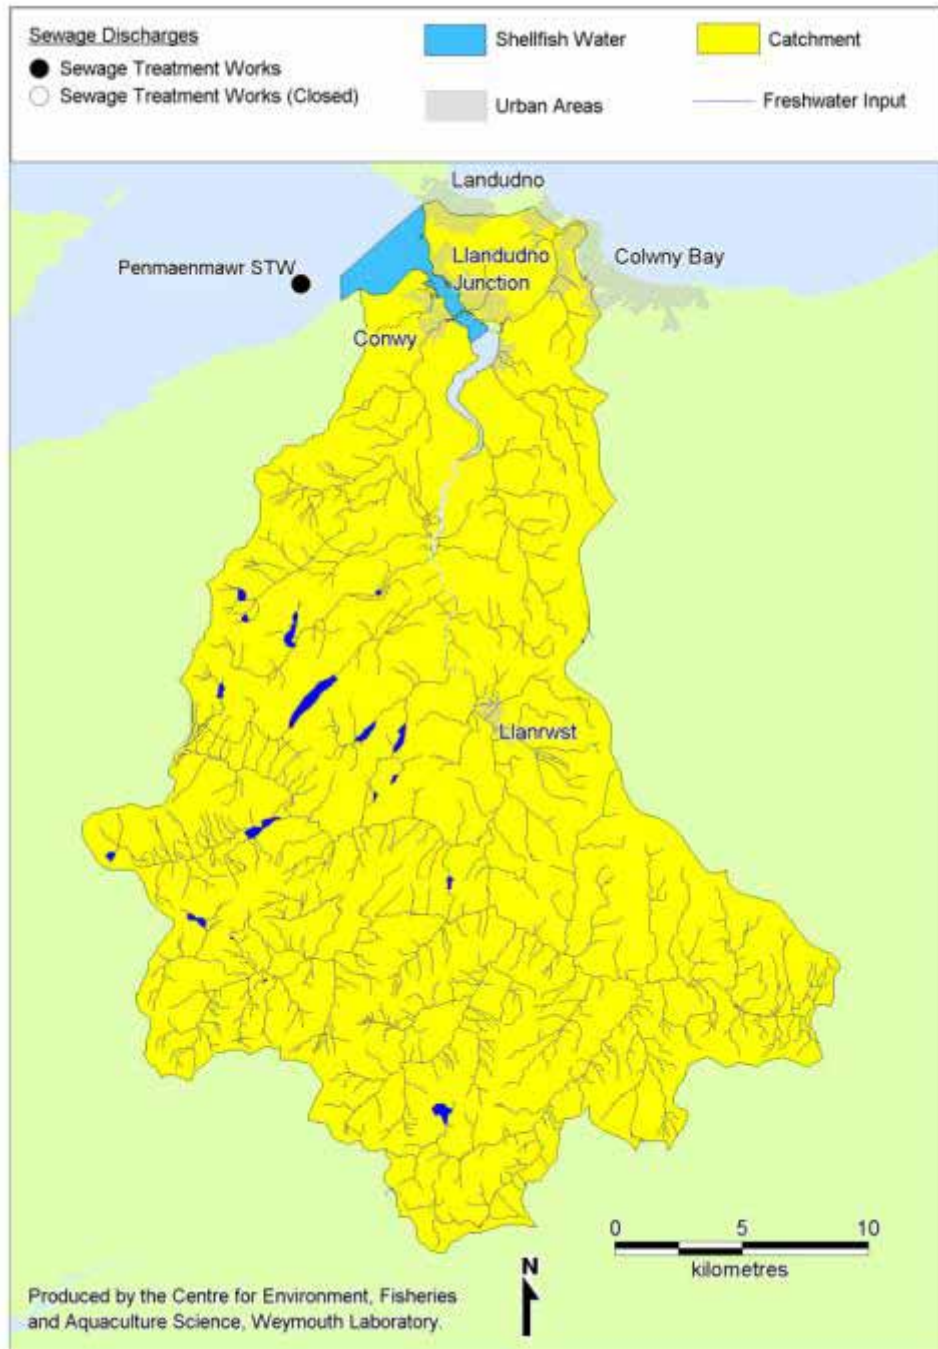 Sewage Discharges
Sewage Treatment Works
Sewage Treatment Works (Closed)
Shellfish Water
Urban Areas
Catchment
Freshwater Input
Landudno
Penmaenmawr STW
Llandudno
Junction
Colwny Bay
Conwy
Llanrwst
0 5 10
kilometres
N
Produced by the Centre for Environment, Fisheries
and Aquaculture Science, Weymouth Laboratory.